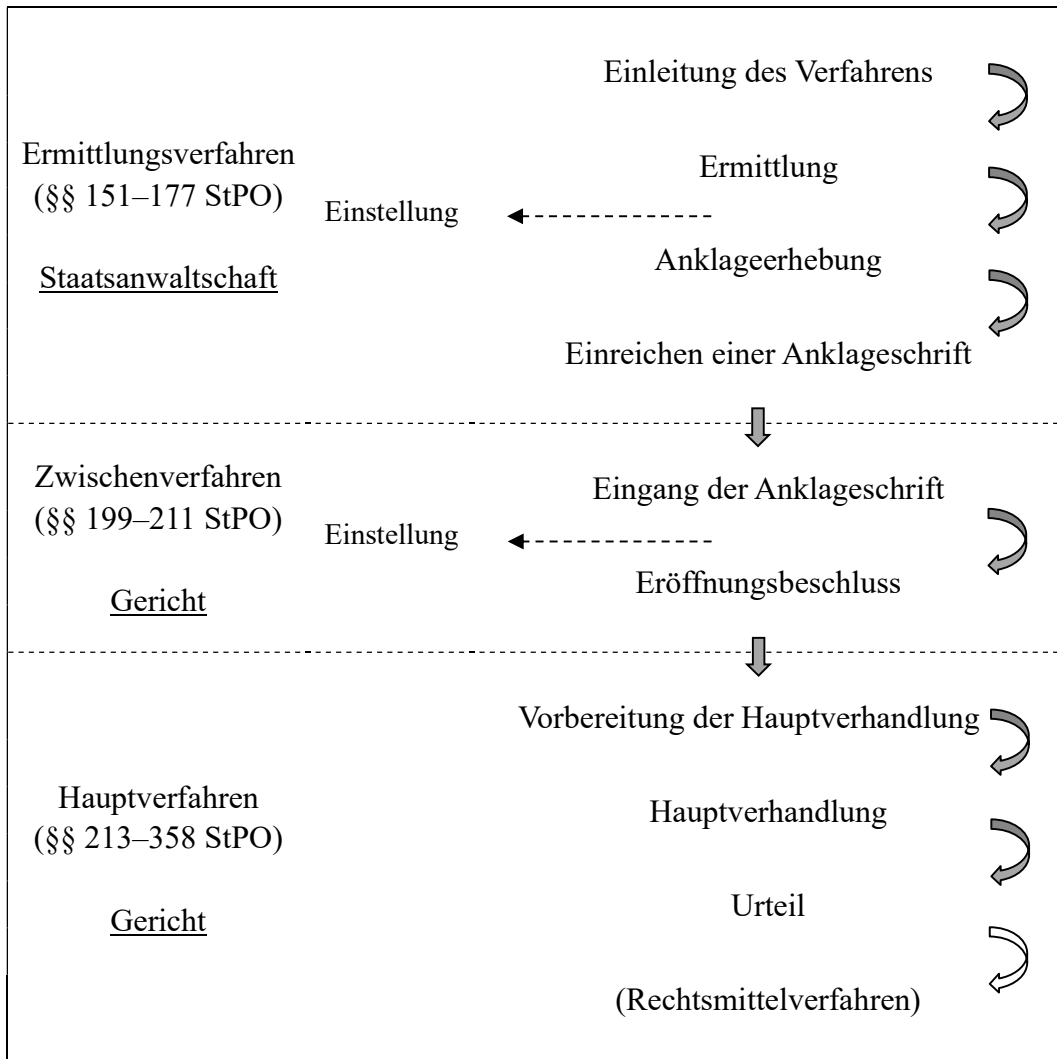 Einleitung des Verfahrens
Ermittlungsverfahren
(§§ 151–177 StPO)
Ermittlung
Einstellung
Staatsanwaltschaft
Anklageerhebung
Einreichen einer Anklageschrift
Zwischenverfahren
(§§ 199–211 StPO)
Eingang der Anklageschrift
Einstellung
Eröffnungsbeschluss
Gericht
Vorbereitung der Hauptverhandlung
Hauptverfahren
(§§ 213–358 StPO)
Hauptverhandlung
Gericht
Urteil
(Rechtsmittelverfahren)